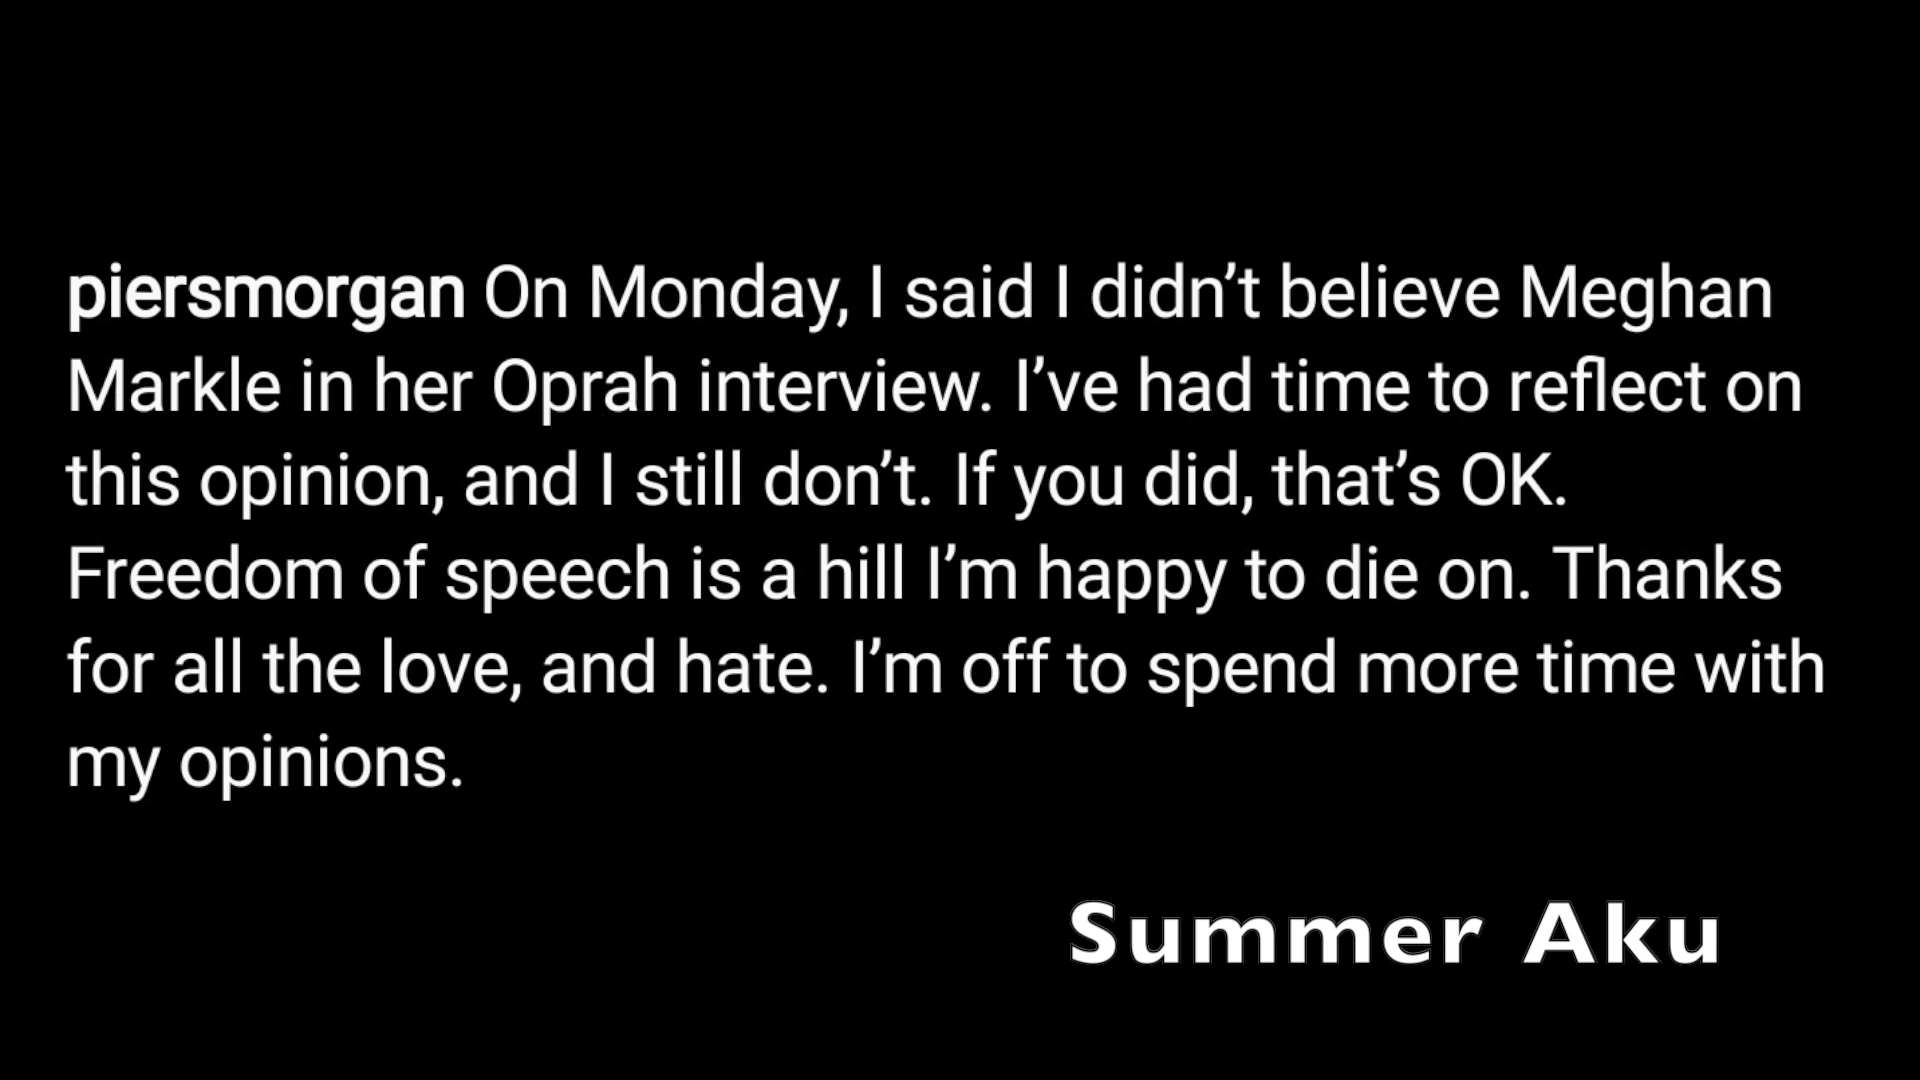 piersmorgan On Monday, I said I didn’t believe Meghan
Markle in her Oprah interview. I’ve had time to reflect on
this opinion, and I still don’t. If you did, that’s OK.
Freedom of speech is a hill I’m happy to die on. Thanks
for all the love, and hate. I’m off to spend more time with
my opinions.
Summer Aku